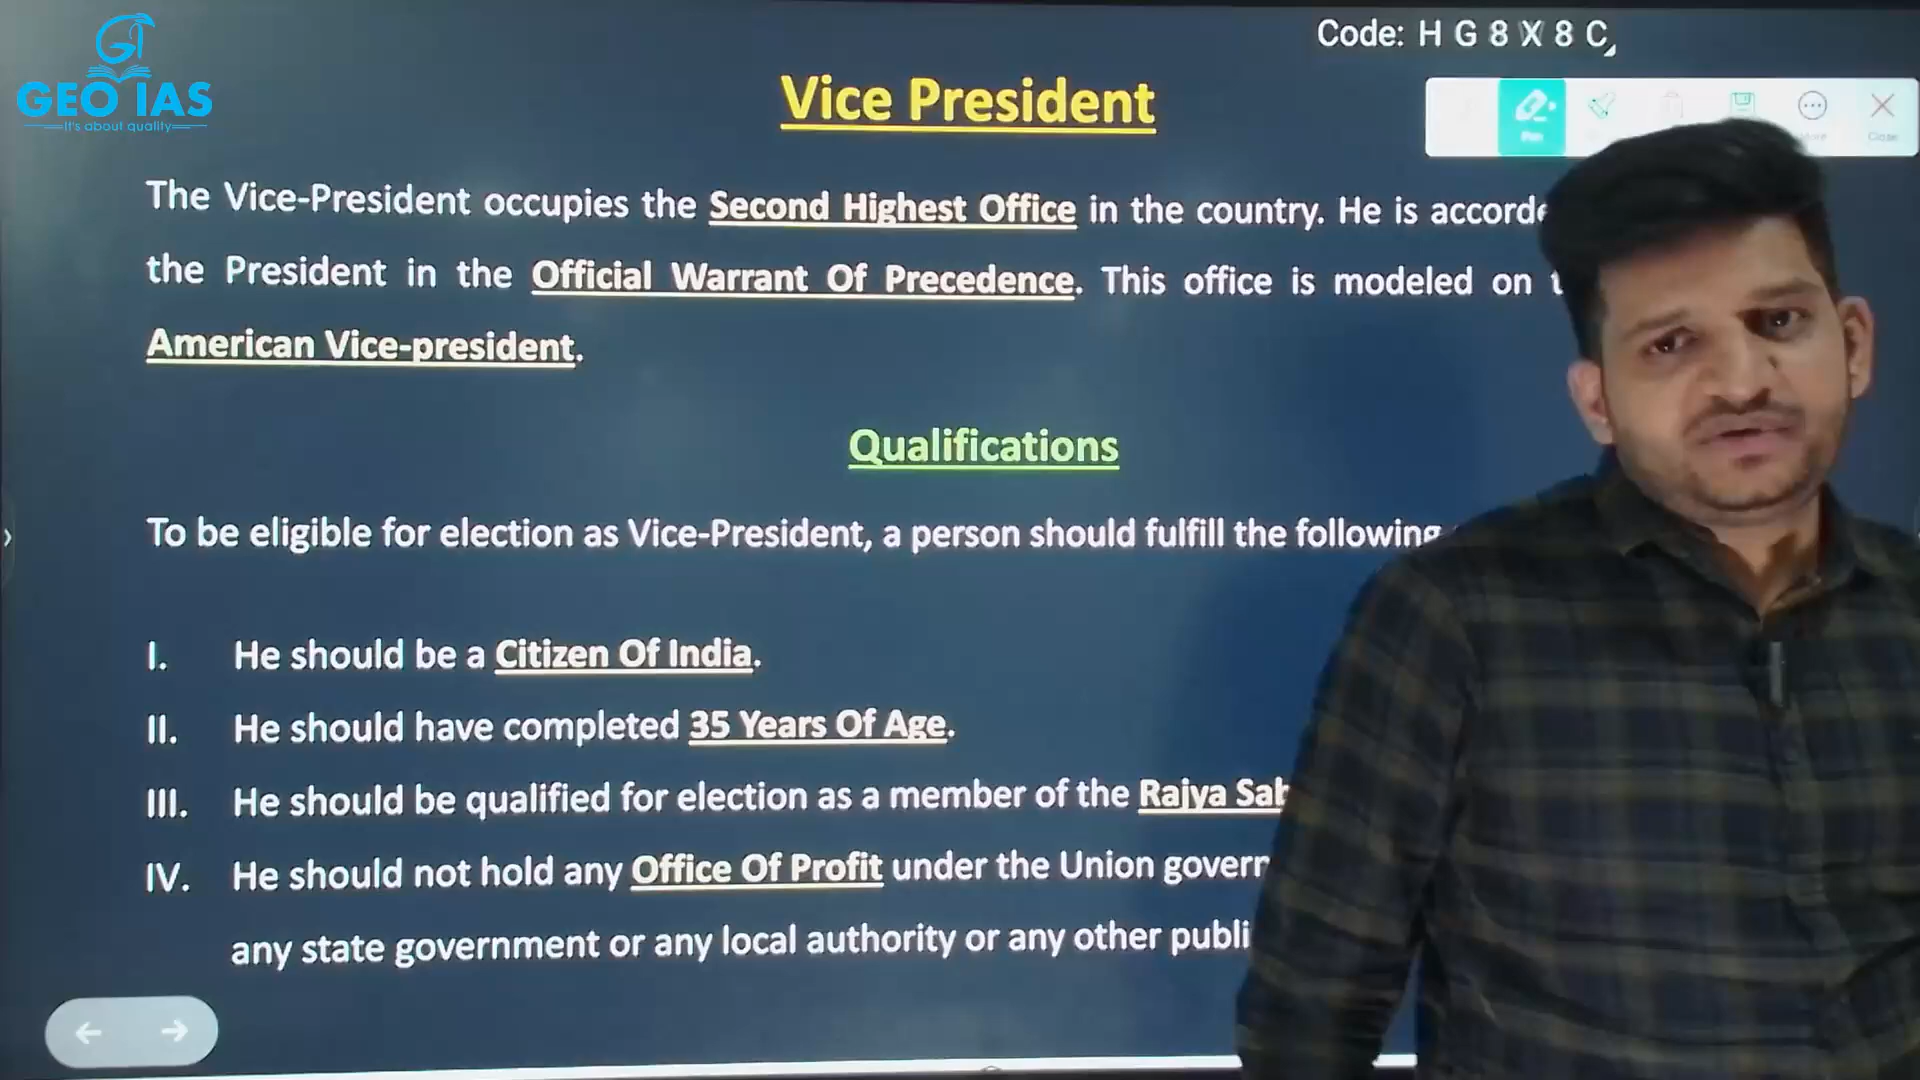 GT
GEO IAS
It's about quality
Code: H G 8 X 8 C
Vice President
Pen
Close
The Vice-President occupies the Second Highest Office in the country. He is
the President in the Official Warrant Of Precedence. This office is modeled on
American Vice-president.
Qualifications
To be eligible for election as Vice-President, a person should fulfill the following
I. He should be a Citizen Of India.
II. He should have completed 35 Years Of Age.
III. He should be qualified for election as a member of the Rajya
IV. He should not hold any Office Of Profit under the Union
any state government or any local authority or any other